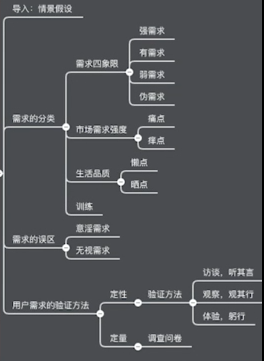 导入：情景假设
需求的分类
需求四象限
强需求
有需求
弱需求
伪需求
市场需求强度
痛点
痒点
生活品质
懒点
晒点
训练
需求的误区
意淫需求
无视需求
用户需求的验证方法
定性
验证方法
访谈，听其言
观察，观其行
体验，躬行
定量
调查问卷